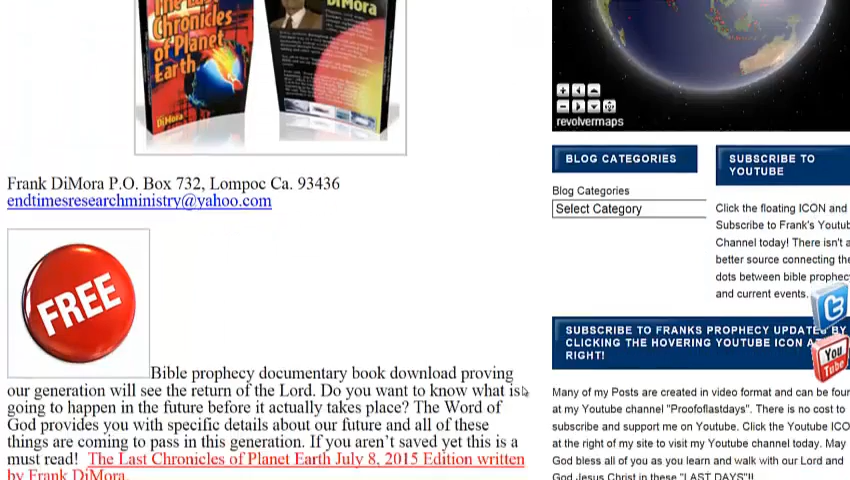 The Last
Chronicles
of Planet
Earth
DiMora
DiMora
revolvermaps
Frank DiMora P.O. Box 732, Lompoc Ca. 93436
endtimesresearchministry@yahoo.com
FREE
Bible prophecy documentary book download proving
our generation will see the return of the Lord. Do you want to know what is
going to happen in the future before it actually takes place? The Word of
God provides you with specific details about our future and all of these
things are coming to pass in this generation. If you aren't saved yet this is a
must read!  The Last Chronicles of Planet Earth July 8, 2015 Edition written
by Frank DiMora.
BLOG CATEGORIES
Blog Categories
Select Category
SUBSCRIBE TO
YOUTUBE
Click the floating ICON and
Subscribe to Frank's Youtub
Channel today! There isn't a
better source connecting the
dots between bible prophec
and current events.
SUBSCRIBE TO FRANKS PROPHECY UPDATES BY
CLICKING THE HOVERING YOUTUBE ICON
RIGHT!
You
Tube
Many of my Posts are created in video format and can be four
at my Youtube channel "Proofoflastdays". There is no cost to
subscribe and support me on Youtube. Click the Youtube ICO
at the right of my site to visit my Youtube channel today. May
God bless all of you as you learn and walk with our Lord and
God Jesus Christ in these "LAST DAYS"!!